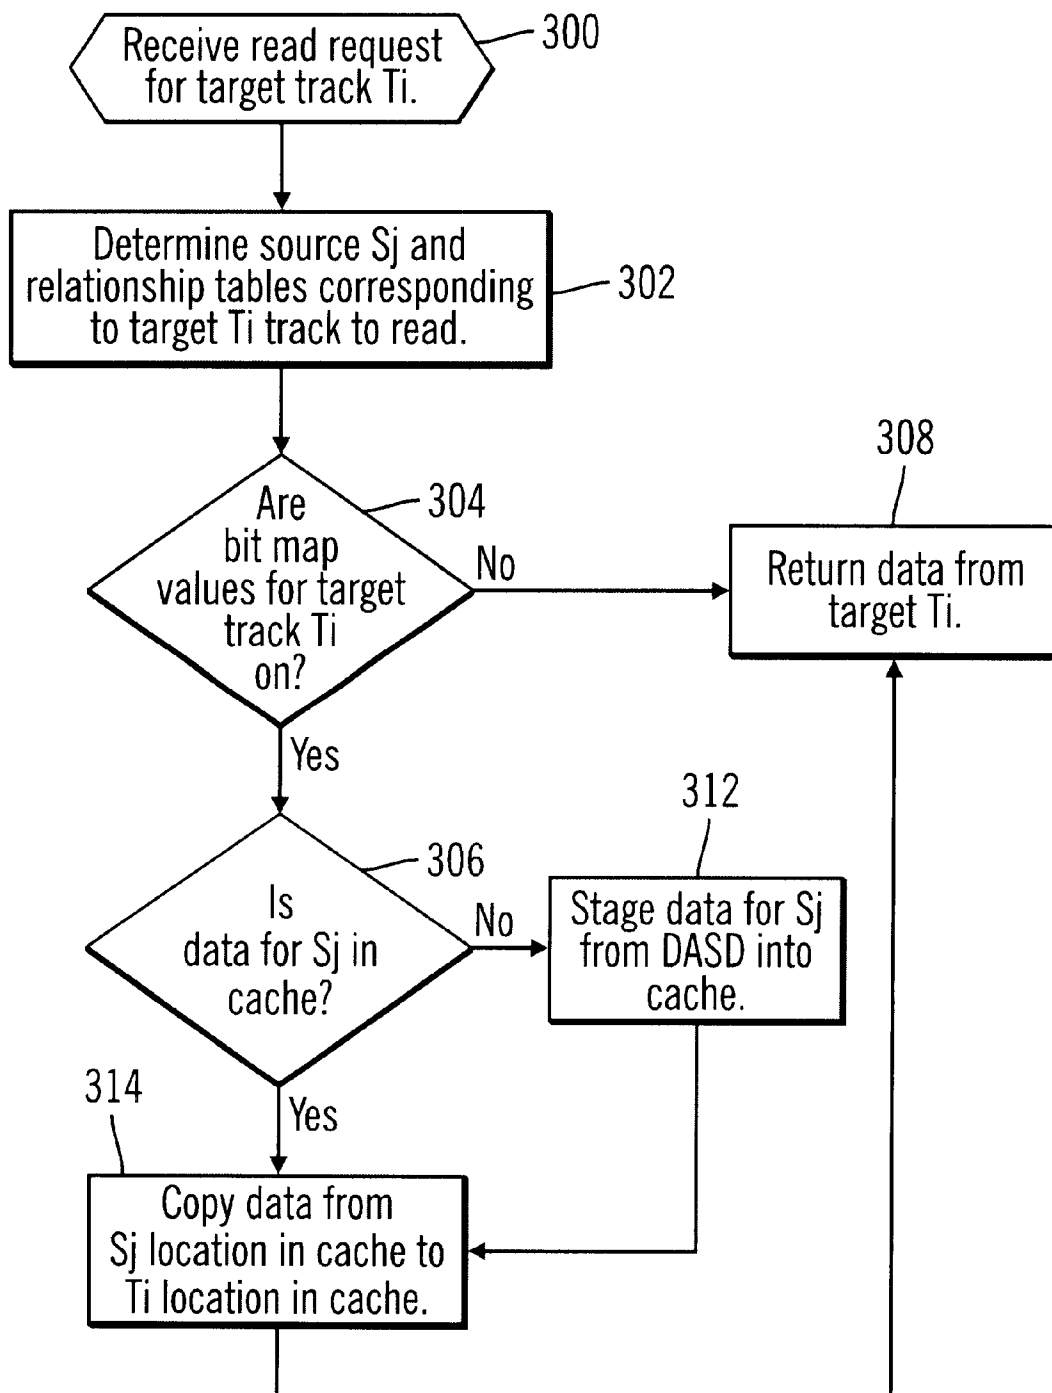 Receive read request
for target track Ti.
300
Determine source Sj and
relationship tables corresponding
to target Ti track to read.
302
Are
bit map
values for target
track Ti
on?
304
No
Yes
308
Return data from
target Ti.
Is
data for Sj in
cache?
306
No
Yes
312
Stage data for Sj
from DASD into
cache.
314
Copy data from
Sj location in cache to
Ti location in cache.